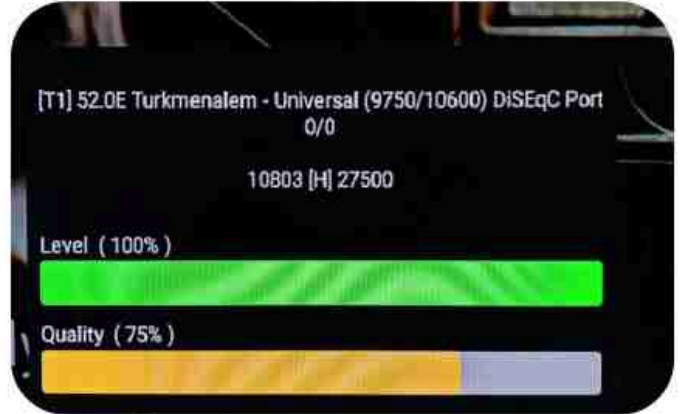 [T1] 52.0E Turkmenalem - Universal (9750/10600) DiSEqC Port
0/0
10803 [H] 27500
Level ( 100% )
Quality ( 75% )